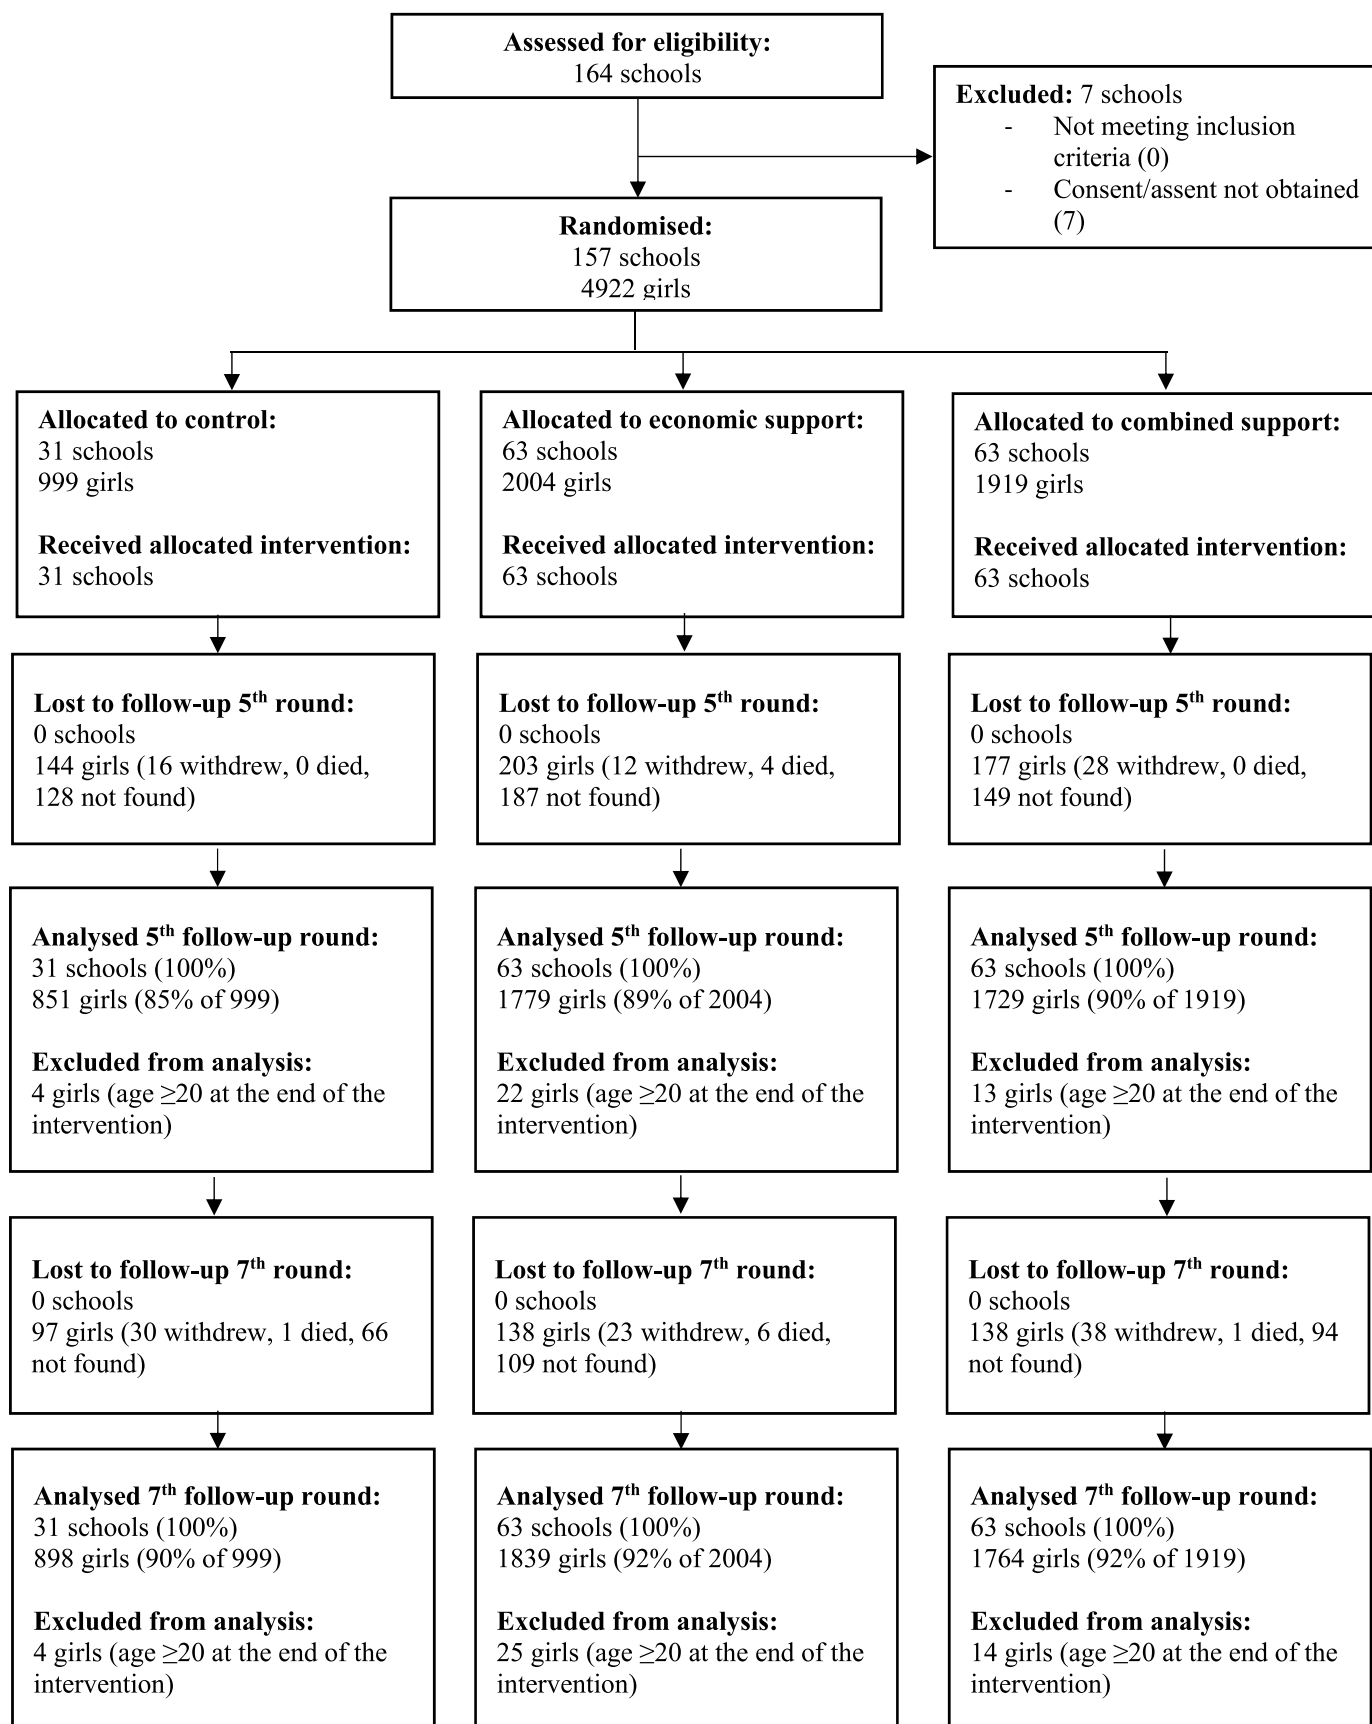 Assessed for eligibility:
164 schools
Excluded: 7 schools
- Not meeting inclusion
criteria (0)
- Consent/assent not obtained
(7)
Randomised:
157 schools
4922 girls
Allocated to control:
31 schools
999 girls
Received allocated intervention:
31 schools
Allocated to economic support:
63 schools
2004 girls
Received allocated intervention:
63 schools
Allocated to combined support:
63 schools
1919 girls
Received allocated intervention:
63 schools
Lost to follow-up 5th round:
0 schools
144 girls (16 withdrew, 0 died,
128 not found)
Lost to follow-up 5th round:
0 schools
203 girls (12 withdrew, 4 died,
187 not found)
Lost to follow-up 5th round:
0 schools
177 girls (28 withdrew, 0 died,
149 not found)
Analysed 5th follow-up round:
31 schools (100%)
851 girls (85% of 999)
Excluded from analysis:
4 girls (age ≥20 at the end of the
intervention)
Analysed 5th follow-up round:
63 schools (100%)
1779 girls (89% of 2004)
Excluded from analysis:
22 girls (age ≥20 at the end of the
intervention)
Analysed 5th follow-up round:
63 schools (100%)
1729 girls (90% of 1919)
Excluded from analysis:
13 girls (age ≥20 at the end of the
intervention)
Lost to follow-up 7th round:
0 schools
97 girls (30 withdrew, 1 died, 66
not found)
Lost to follow-up 7th round:
0 schools
138 girls (23 withdrew, 6 died,
109 not found)
Lost to follow-up 7th round:
0 schools
138 girls (38 withdrew, 1 died, 94
not found)
Analysed 7th follow-up round:
31 schools (100%)
898 girls (90% of 999)
Excluded from analysis:
4 girls (age ≥20 at the end of the
intervention)
Analysed 7th follow-up round:
63 schools (100%)
1839 girls (92% of 2004)
Excluded from analysis:
25 girls (age ≥20 at the end of the
intervention)
Analysed 7th follow-up round:
63 schools (100%)
1764 girls (92% of 1919)
Excluded from analysis:
14 girls (age ≥20 at the end of the
intervention)